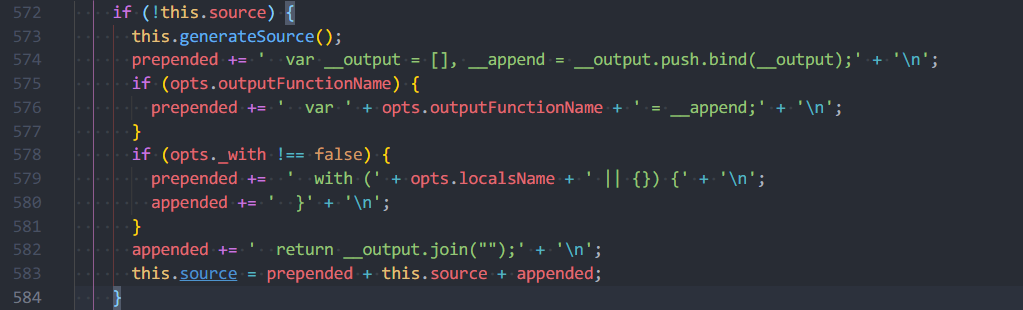 572 if (!this.source) {
573 this.generateSource();
574 prepended += '  var __output = [], __append = __output.push.bind(__output);' + '\n';
575 if (opts.outputFunctionName) {
576 prepended += '  var ' + opts.outputFunctionName + ' = __append;' + '\n';
577 }
578 if (opts._with !== false) {
579 prepended +=  '  with (' + opts.localsName + ' || {}) {' + '\n';
580 appended += '  }' + '\n';
581 }
582 appended += '  return __output.join("");' + '\n';
583 this.source = prepended + this.source + appended;
584 }